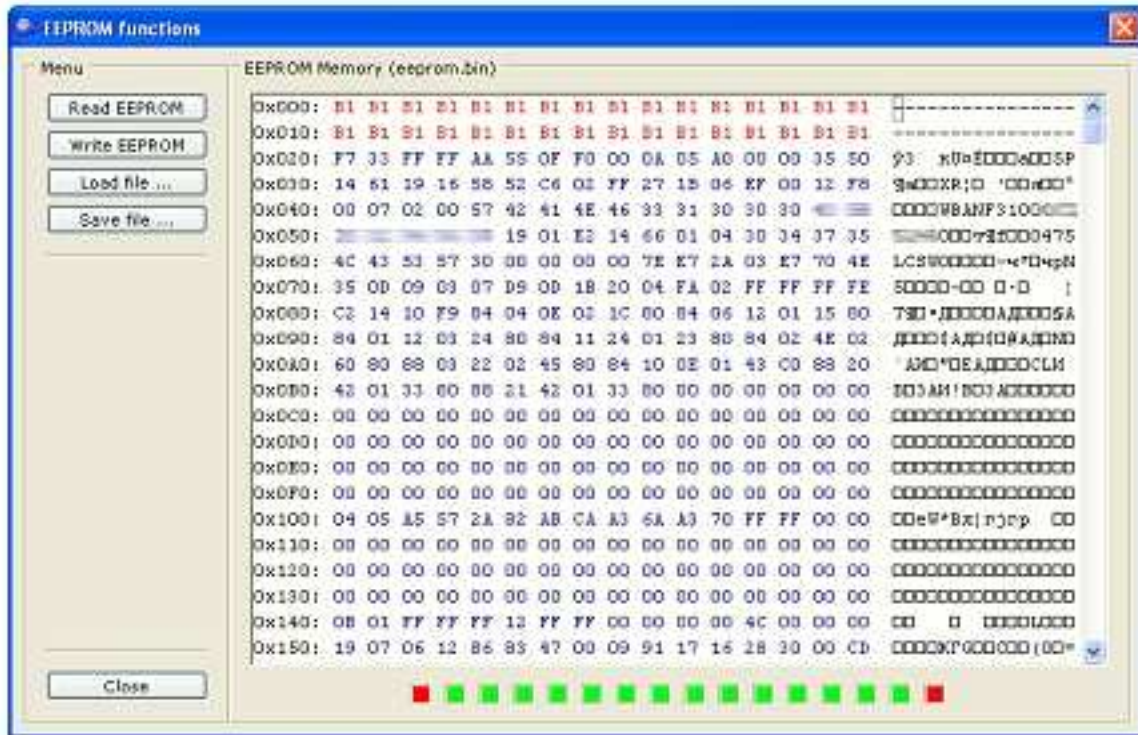 EEPROM functions
Menu
Read EEPROM
Write EEPROM
Load file ...
Save file ...
Close
EEPROM Memory (eeprom.bin)
0x000: B1 B1 B1 B1 B1 B1 B1 B1 B1 B1 B1 B1 B1 B1 B1 B1 ----------------
0x010: B1 B1 B1 B1 B1 B1 B1 B1 B1 B1 B1 B1 B1 B1 B1 B1 ----------------
0x020: F7 33 FF FF AA 55 0F F0 00 0A 05 A0 00 00 35 50
0x030: 14 61 19 16 58 52 C6 02 FF 27 1B 06 EF 00 12 F8
0x040: 00 07 02 00 57 42 41 4E 46 33 31 30 30 30 WBANF31000
0x050: 19 01 E2 14 66 01 04 30 34 37 35 0475
0x060: 4C 43 53 57 30 00 00 00 00 7E E7 2A 03 E7 70 4E
0x070: 35 0D 09 03 07 D9 0D 1B 20 04 FA 02 FF FF FF FE
0x080: C2 14 10 F9 84 04 0E 02 1C 80 84 06 12 01 15 80
0x090: 84 01 12 03 24 80 84 11 24 01 23 80 84 02 4E 02
0x0A0: 60 80 88 03 22 02 45 80 84 10 0E 01 43 C0 88 20
0x0B0: 42 01 33 80 88 21 42 01 33 80 00 00 00 00 00 00
0x0C0: 00 00 00 00 00 00 00 00 00 00 00 00 00 00 00 00
0x0D0: 00 00 00 00 00 00 00 00 00 00 00 00 00 00 00 00
0x0E0: 00 00 00 00 00 00 00 00 00 00 00 00 00 00 00 00
0x0F0: 00 00 00 00 00 00 00 00 00 00 00 00 00 00 00 00
0x100: 04 05 A5 57 2A 82 AB CA A3 6A A3 70 FF FF 00 00
0x110: 00 00 00 00 00 00 00 00 00 00 00 00 00 00 00 00
0x120: 00 00 00 00 00 00 00 00 00 00 00 00 00 00 00 00
0x130: 00 00 00 00 00 00 00 00 00 00 00 00 00 00 00 00
0x140: 0B 01 FF FF FF 12 FF FF 00 00 00 00 4C 00 00 00
0x150: 19 07 06 12 86 83 47 00 09 91 17 16 28 30 00 CD